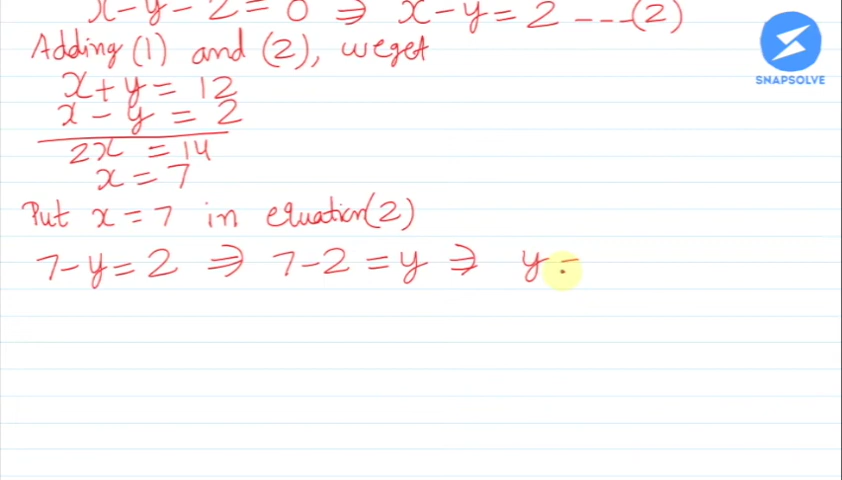 x-y-2=0 ⇒ x-y=2 ---(2)
SNAPSOLVE
Adding (1) and (2), we get
x+y=12
x-y=2
2x=14
x=7
Put x=7 in equation(2)
7-y=2 ⇒ 7-2=y ⇒ y=